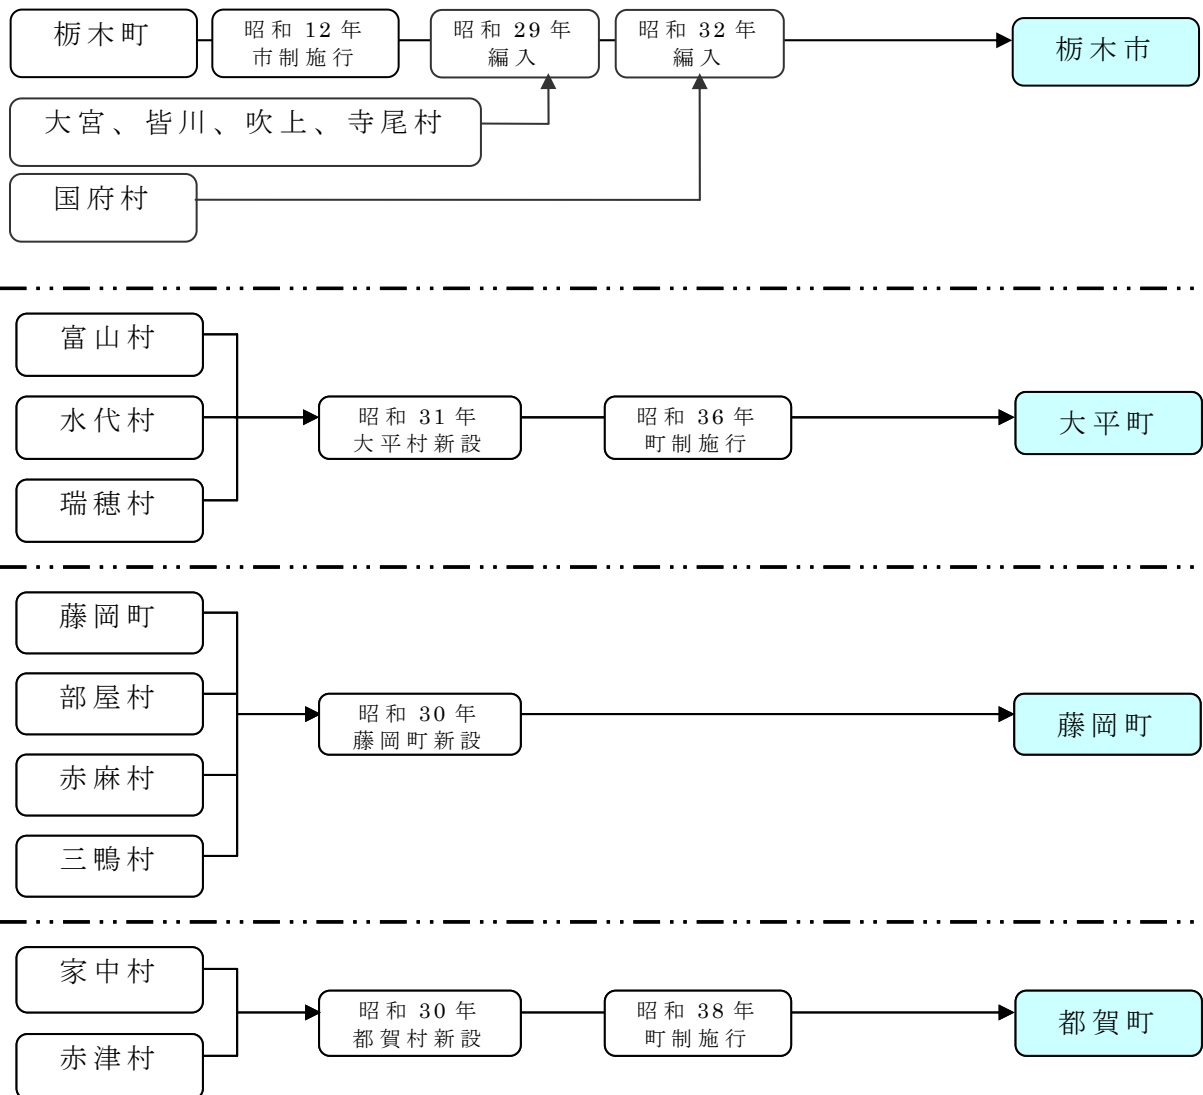 栃木町
昭和 12 年
市制施行
昭和 29 年
編入
昭和 32 年
編入
栃木市
大宮、皆川、吹上、寺尾村
国府村
富山村
水代村
昭和 31 年
大平村新設
昭和 36 年
町制施行
大平町
瑞穂村
藤岡町
部屋村
昭和 30 年
藤岡町新設
藤岡町
赤麻村
三鴨村
家中村
昭和 30 年
都賀村新設
昭和 38 年
町制施行
都賀町
赤津村